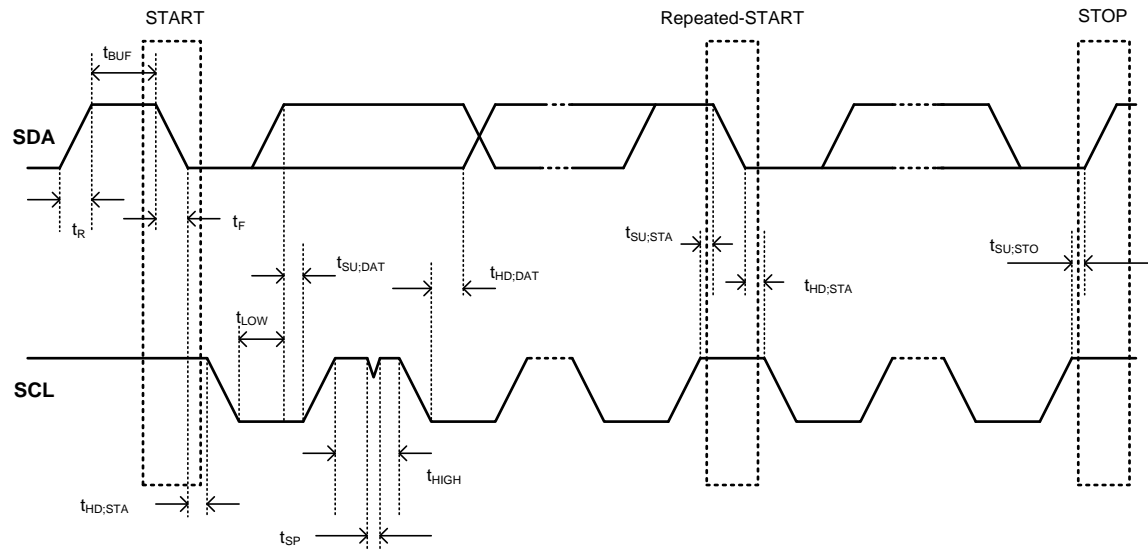 START
Repeated-START
STOP
tBUF
SDA
tR
tF
tSU;STA
tSU;STO
tSU;DAT
tHD;DAT
tHD;STA
tLOW
SCL
tHIGH
tHD;STA
tSP